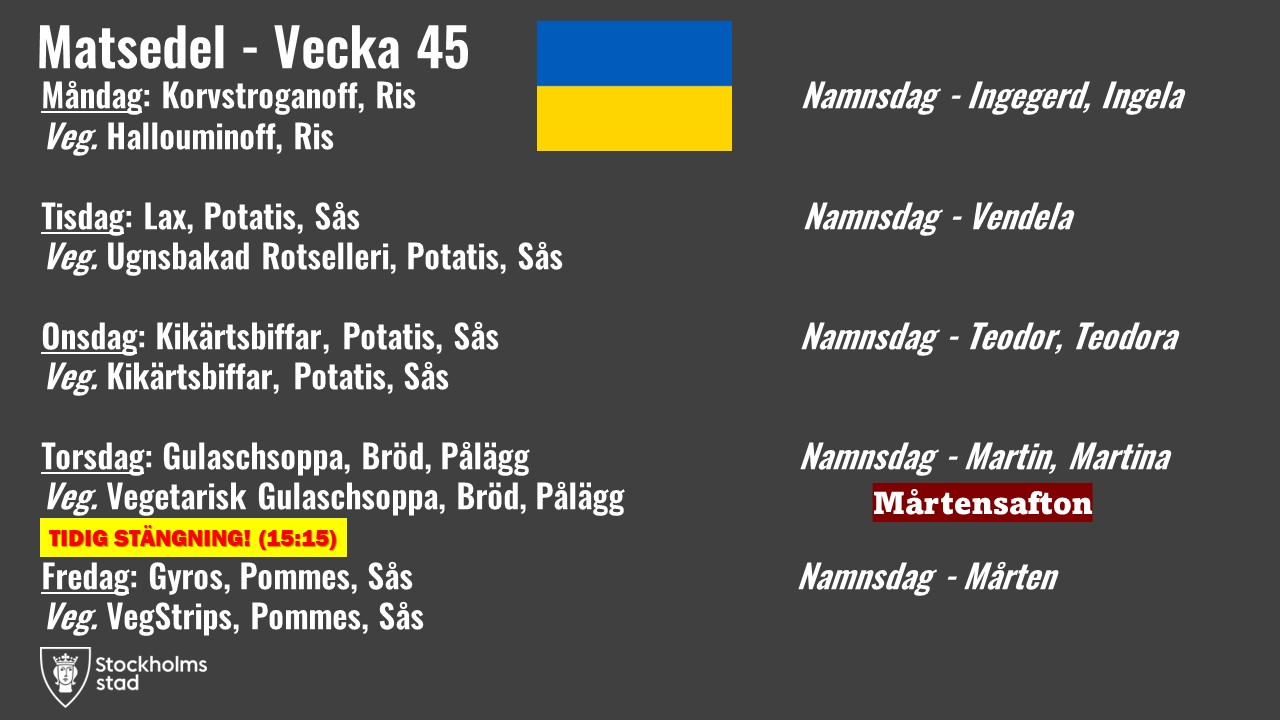 Matsedel - Vecka 45
Måndag: Korvstroganoff, Ris
Namnsdag - Ingegerd, Ingela
Veg. Hallouminoff, Ris
Tisdag: Lax, Potatis, Sås
Namnsdag - Vendela
Veg. Ugnsbakad Rotselleri, Potatis, Sås
Onsdag: Kikärtsbiffar, Potatis, Sås
Namnsdag - Teodor, Teodora
Veg. Kikärtsbiffar, Potatis, Sås
Torsdag: Gulaschsoppa, Bröd, Pålägg
Namnsdag - Martin, Martina
Veg. Vegetarisk Gulaschsoppa, Bröd, Pålägg
Mårtensafton
TIDIG STÄNGNING! (15:15)
Fredag: Gyros, Pommes, Sås
Namnsdag - Mårten
Veg. VegStrips, Pommes, Sås
Stockholms
stad